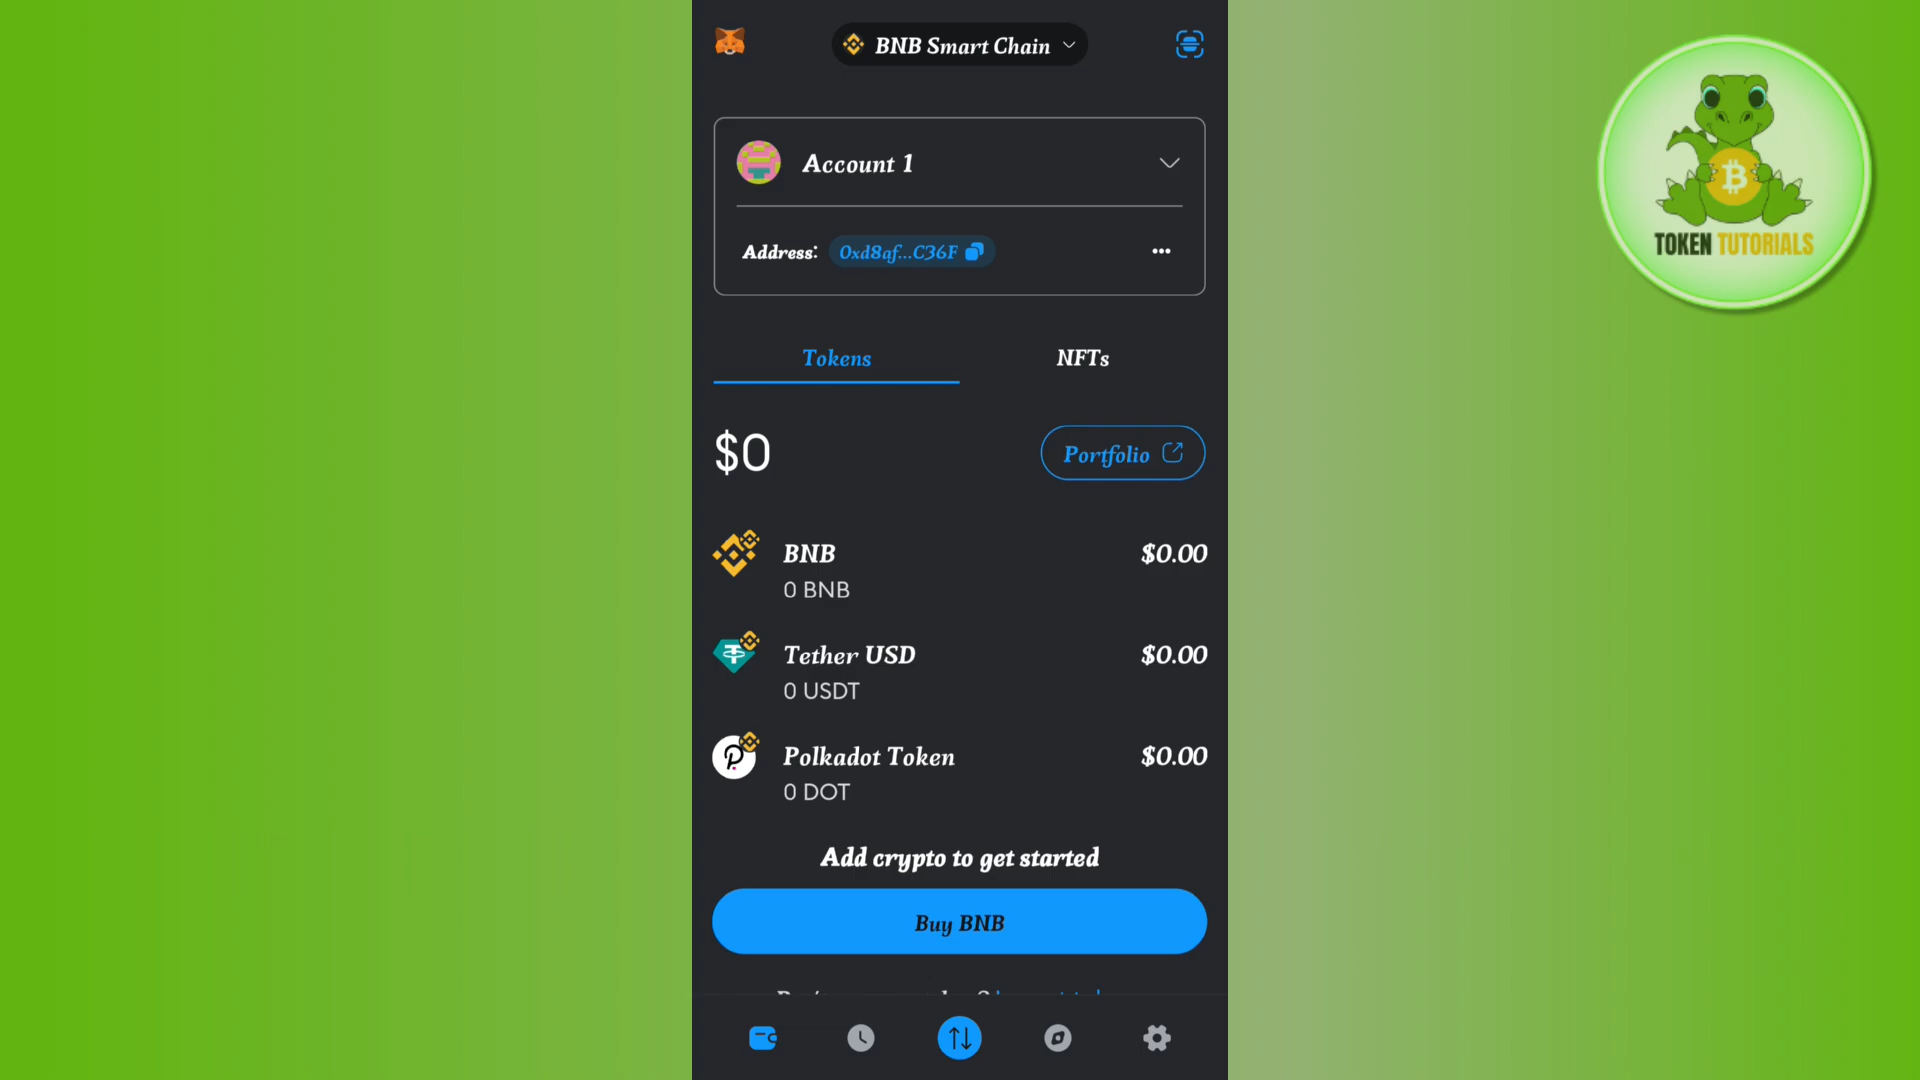 BNB Smart Chain
Account 1
Address: 0xd8af...C36F
Tokens
NFTs
$0
Portfolio
BNB
$0.00
0 BNB
Tether USD
$0.00
0 USDT
Polkadot Token
$0.00
0 DOT
Add crypto to get started
Buy BNB
TOKEN TUTORIALS